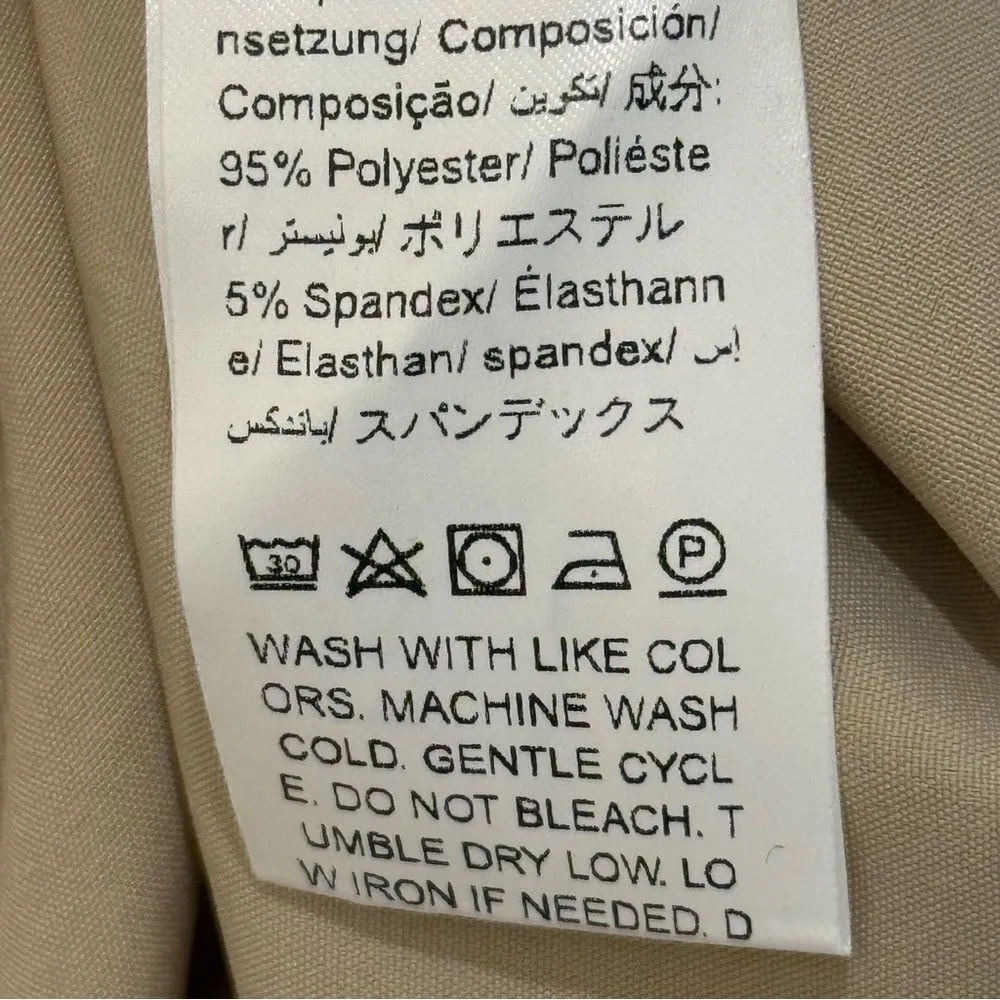 nsetzung/ Composición/
Composição/ تكوين/ 成分:
95% Polyester/ Poliéste
r/ بوليستر/ ポリエステル
5% Spandex/ Élasthann
e/ Elasthan/ spandex/ إس
باندكس/ スパンデックス
30 P
WASH WITH LIKE COL
ORS. MACHINE WASH
COLD. GENTLE CYCL
E. DO NOT BLEACH. T
UMBLE DRY LOW. LO
W IRON IF NEEDED. D